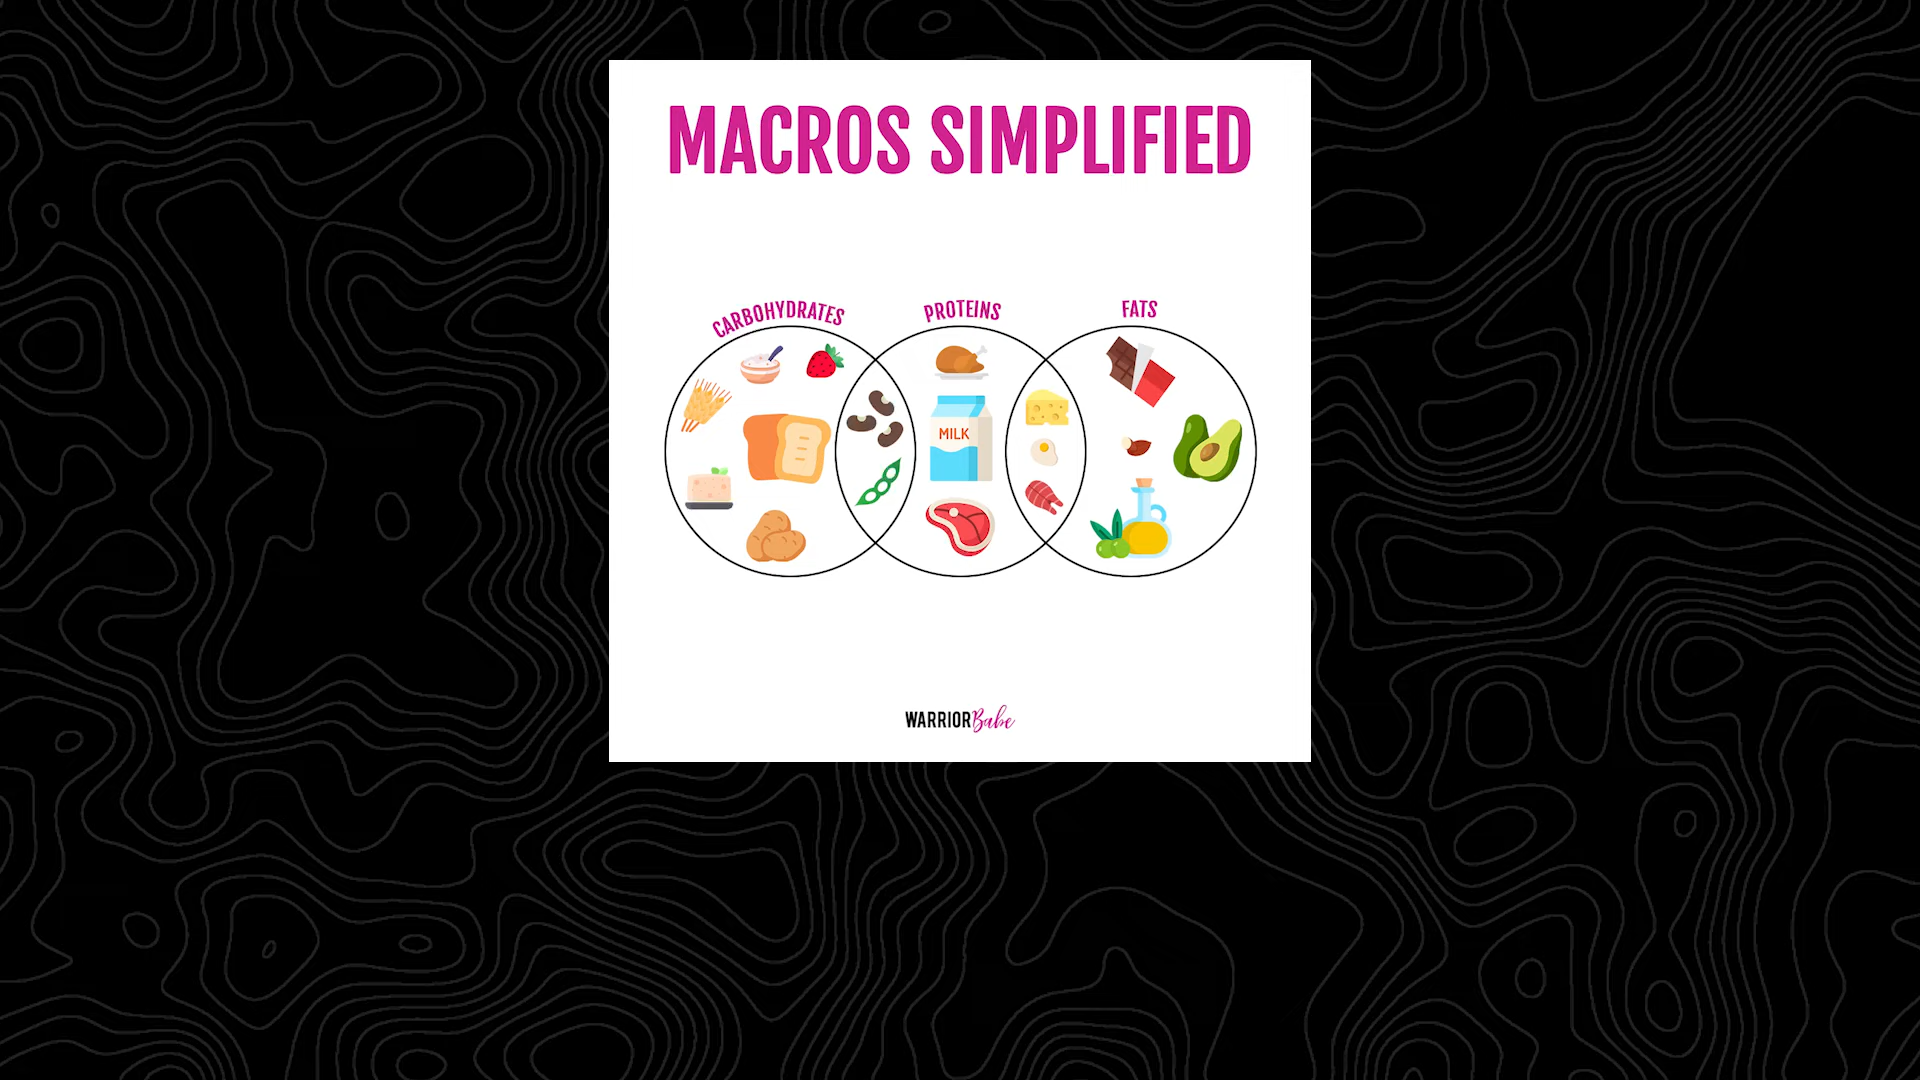 MACROS SIMPLIFIED
CARBOHYDRATES
PROTEINS
FATS
MILK
WARRIORBabe